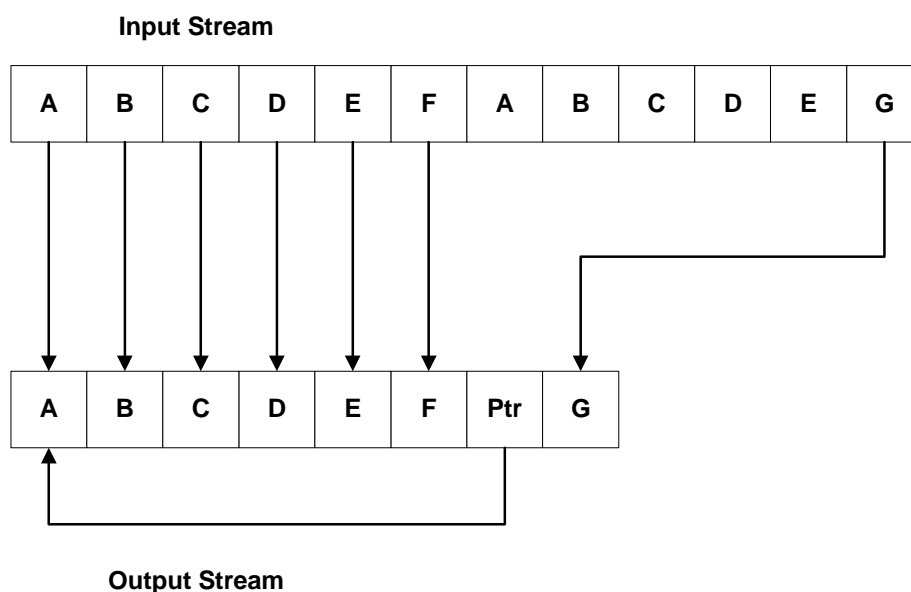 Input Stream
A B C D E F A B C D E G
A B C D E F Ptr G
Output Stream